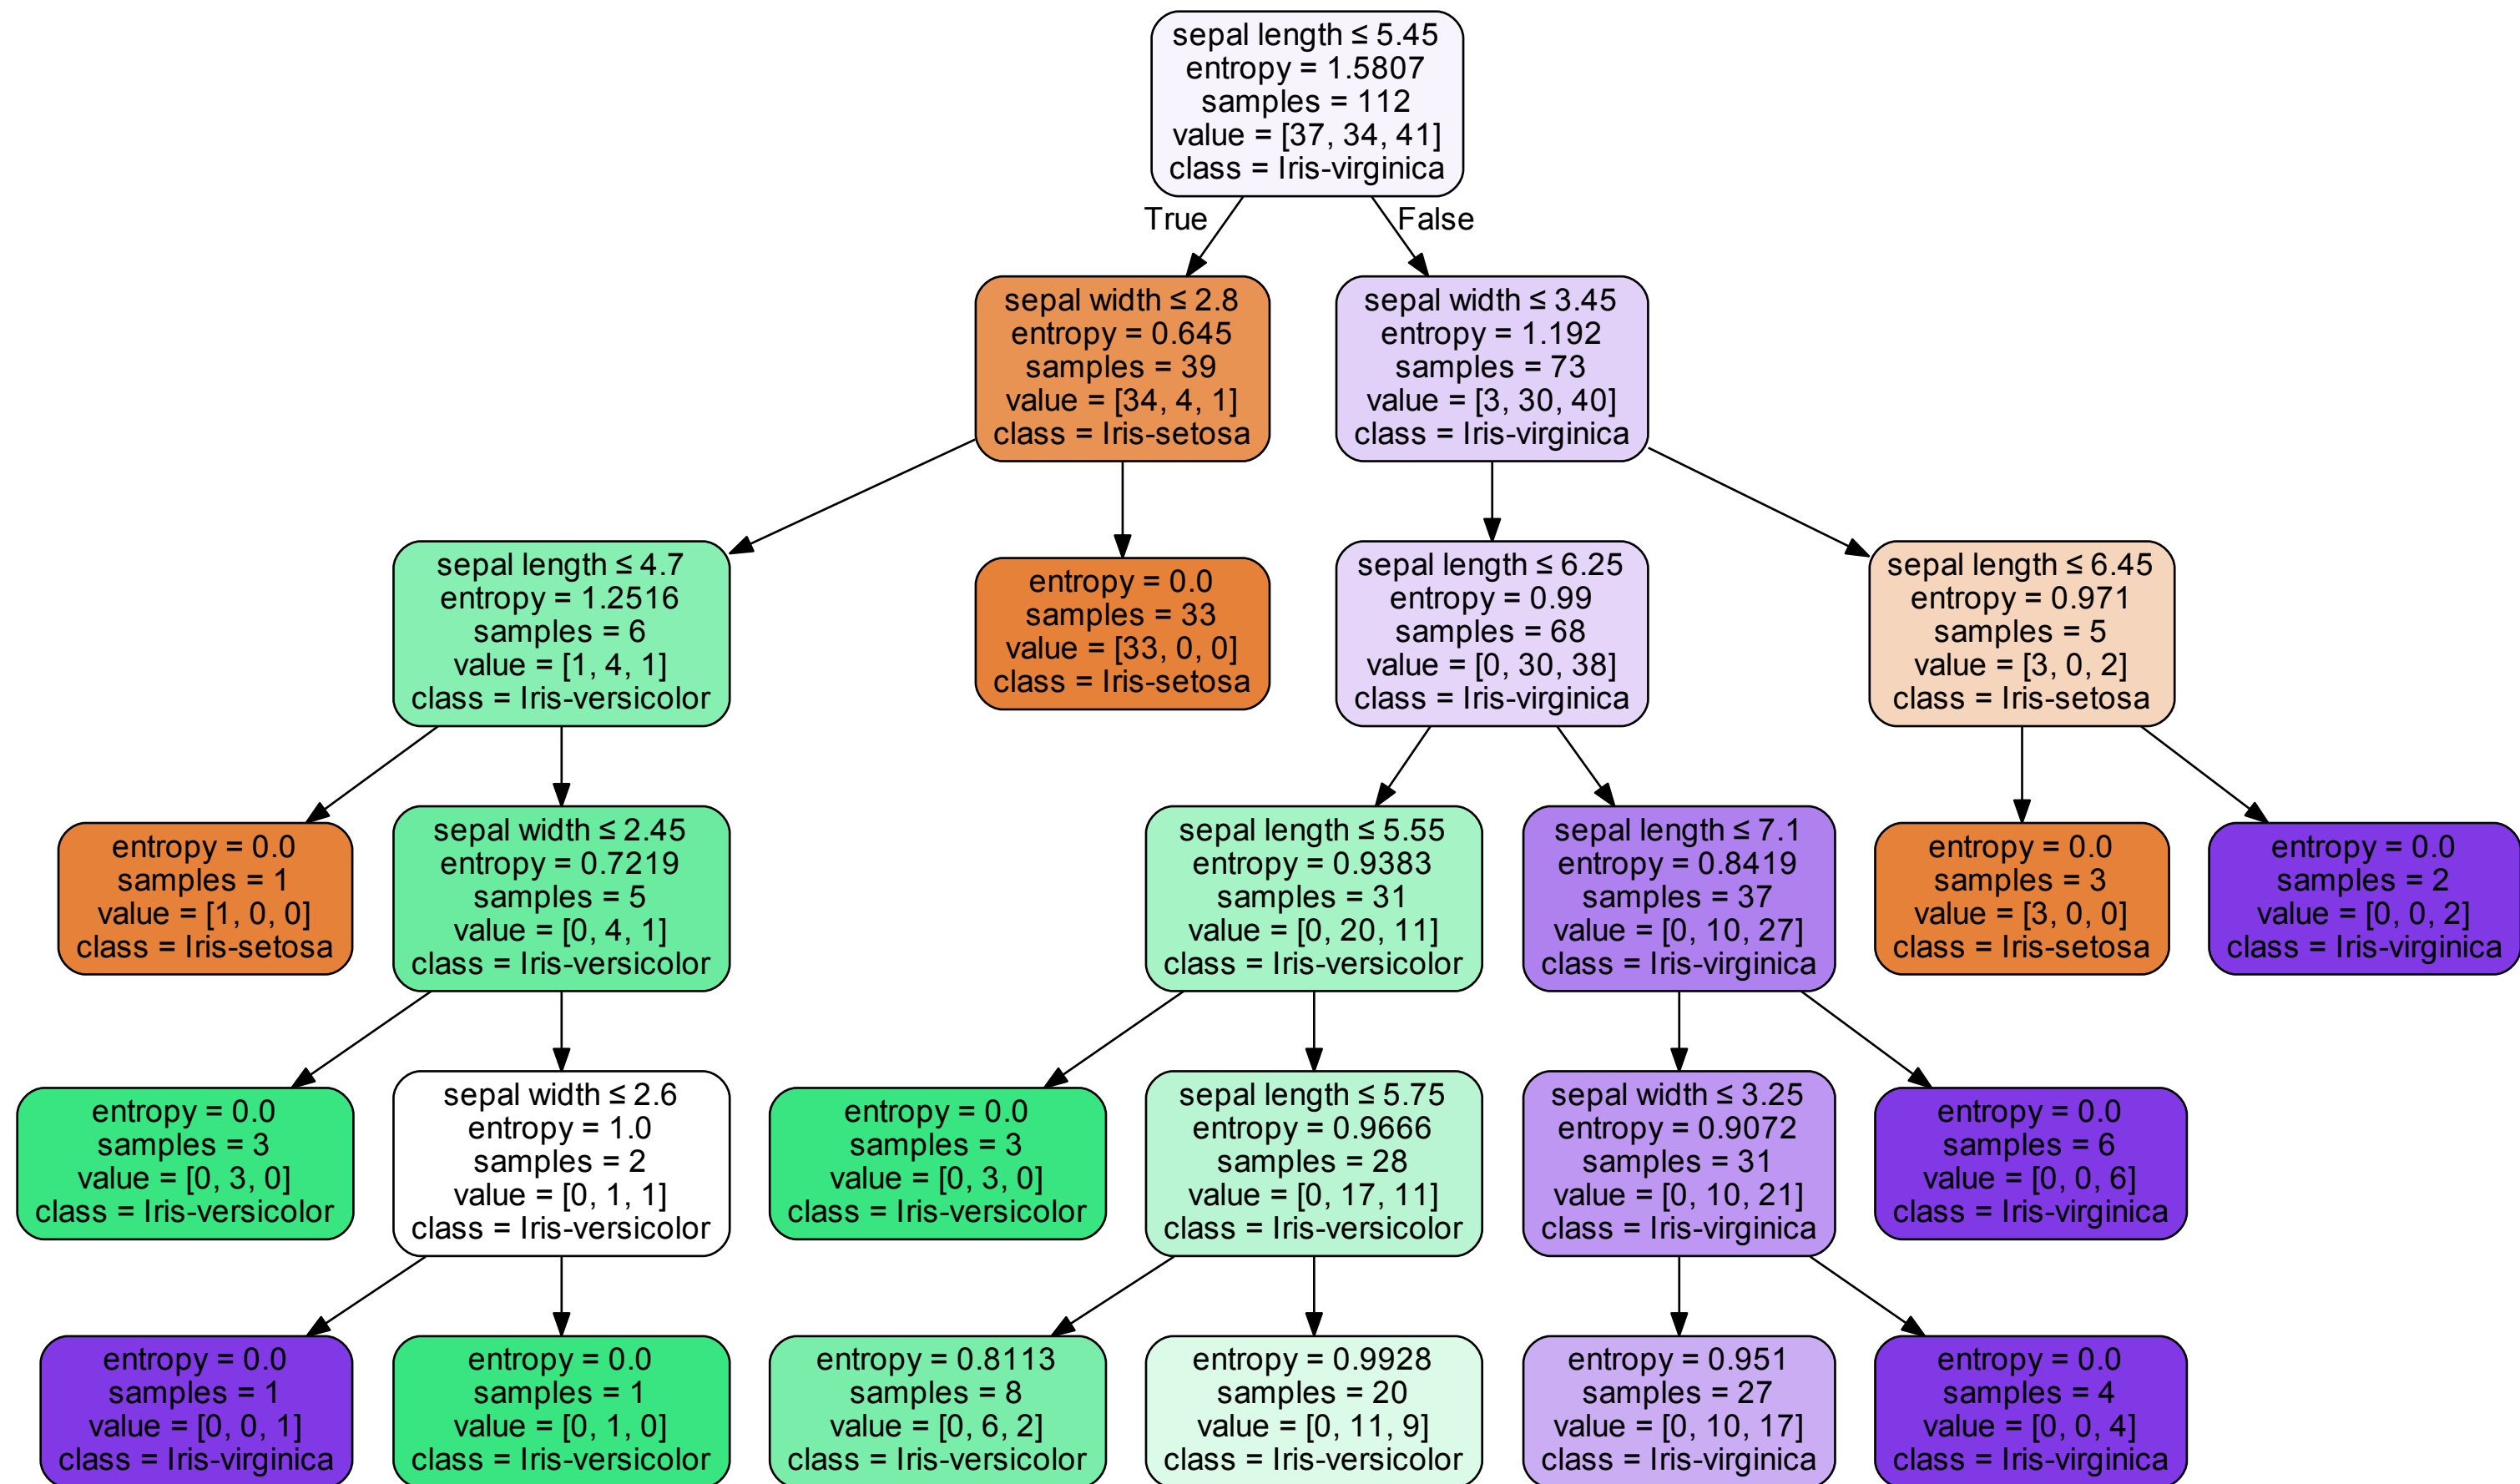 sepal length ≤ 5.45
entropy = 1.5807
samples = 112
value = [37, 34, 41]
class = Iris-virginica
True
False
sepal width ≤ 2.8
entropy = 0.645
samples = 39
value = [34, 4, 1]
class = Iris-setosa
sepal width ≤ 3.45
entropy = 1.192
samples = 73
value = [3, 30, 40]
class = Iris-virginica
sepal length ≤ 4.7
entropy = 1.2516
samples = 6
value = [1, 4, 1]
class = Iris-versicolor
entropy = 0.0
samples = 33
value = [33, 0, 0]
class = Iris-setosa
sepal length ≤ 6.25
entropy = 0.99
samples = 68
value = [0, 30, 38]
class = Iris-virginica
sepal length ≤ 6.45
entropy = 0.971
samples = 5
value = [3, 0, 2]
class = Iris-setosa
entropy = 0.0
samples = 1
value = [1, 0, 0]
class = Iris-setosa
sepal width ≤ 2.45
entropy = 0.7219
samples = 5
value = [0, 4, 1]
class = Iris-versicolor
sepal length ≤ 5.55
entropy = 0.9383
samples = 31
value = [0, 20, 11]
class = Iris-versicolor
sepal length ≤ 7.1
entropy = 0.8419
samples = 37
value = [0, 10, 27]
class = Iris-virginica
entropy = 0.0
samples = 3
value = [3, 0, 0]
class = Iris-setosa
entropy = 0.0
samples = 2
value = [0, 0, 2]
class = Iris-virginica
entropy = 0.0
samples = 3
value = [0, 3, 0]
class = Iris-versicolor
sepal width ≤ 2.6
entropy = 1.0
samples = 2
value = [0, 1, 1]
class = Iris-versicolor
entropy = 0.0
samples = 3
value = [0, 3, 0]
class = Iris-versicolor
sepal length ≤ 5.75
entropy = 0.9666
samples = 28
value = [0, 17, 11]
class = Iris-versicolor
sepal width ≤ 3.25
entropy = 0.9072
samples = 31
value = [0, 10, 21]
class = Iris-virginica
entropy = 0.0
samples = 6
value = [0, 0, 6]
class = Iris-virginica
entropy = 0.0
samples = 1
value = [0, 0, 1]
class = Iris-virginica
entropy = 0.0
samples = 1
value = [0, 1, 0]
class = Iris-versicolor
entropy = 0.8113
samples = 8
value = [0, 6, 2]
class = Iris-versicolor
entropy = 0.9928
samples = 20
value = [0, 11, 9]
class = Iris-versicolor
entropy = 0.951
samples = 27
value = [0, 10, 17]
class = Iris-virginica
entropy = 0.0
samples = 4
value = [0, 0, 4]
class = Iris-virginica